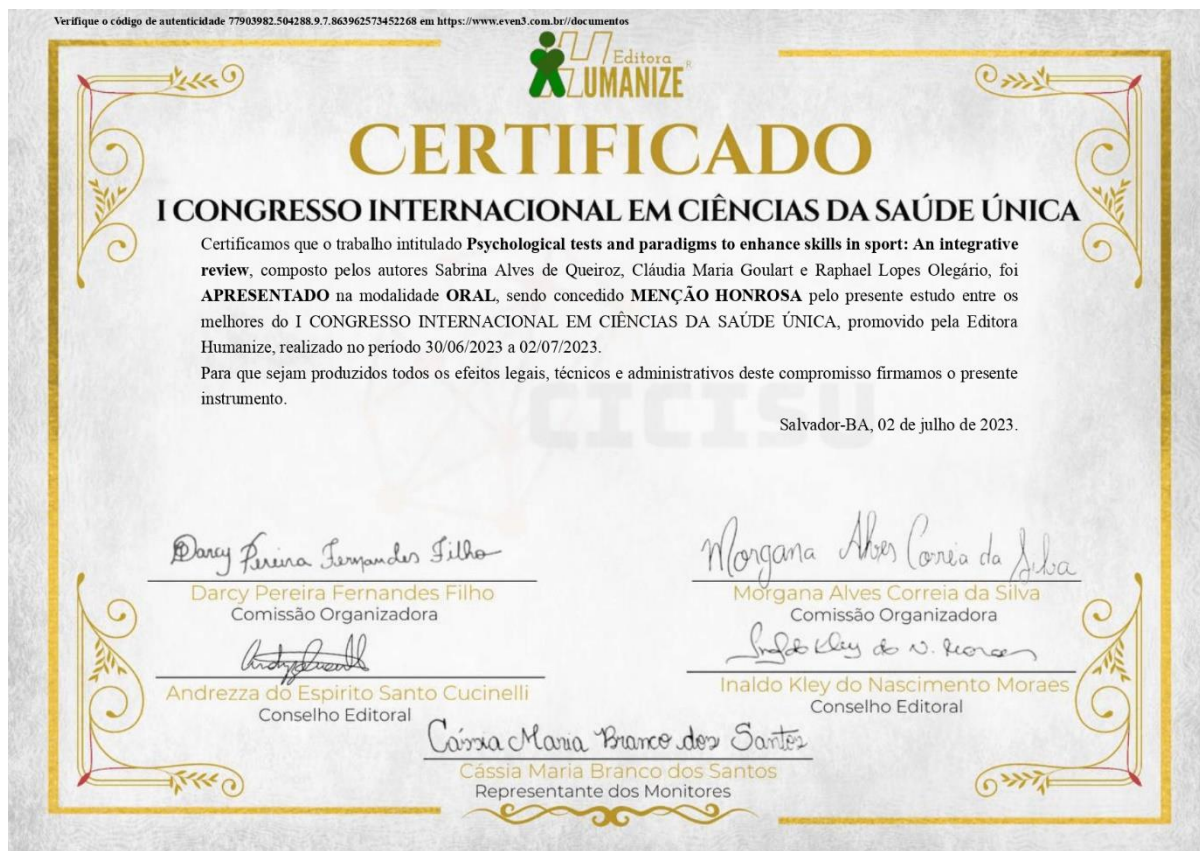 Verifique o código de autenticidade 77903982.504288.9.7.863962573452268 em https://www.even3.com.br//documentos
Editora
HUMANIZE
CERTIFICADO
I CONGRESSO INTERNACIONAL EM CIÊNCIAS DA SAÚDE ÚNICA
Certificamos que o trabalho intitulado Psychological tests and paradigms to enhance skills in sport: An integrative
review, composto pelos autores Sabrina Alves de Queiroz, Cláudia Maria Goulart e Raphael Lopes Olegário, foi
APRESENTADO na modalidade ORAL, sendo concedido MENÇÃO HONROSA pelo presente estudo entre os
melhores do I CONGRESSO INTERNACIONAL EM CIÊNCIAS DA SAÚDE ÚNICA, promovido pela Editora
Humanize, realizado no período 30/06/2023 a 02/07/2023.
Para que sejam produzidos todos os efeitos legais, técnicos e administrativos deste compromisso firmamos o presente
instrumento.
CICISU
Salvador-BA, 02 de julho de 2023.
Darcy Pereira Fernandes Filho
Darcy Pereira Fernandes Filho
Comissão Organizadora
Morgana Alves Correia da Silva
Morgana Alves Correia da Silva
Comissão Organizadora
Andrezza do Espirito Santo Cucinelli
Conselho Editoral
Inaldo Kley do N. Moraes
Inaldo Kley do Nascimento Moraes
Conselho Editoral
Cássia Maria Branco dos Santos
Cássia Maria Branco dos Santos
Representante dos Monitores